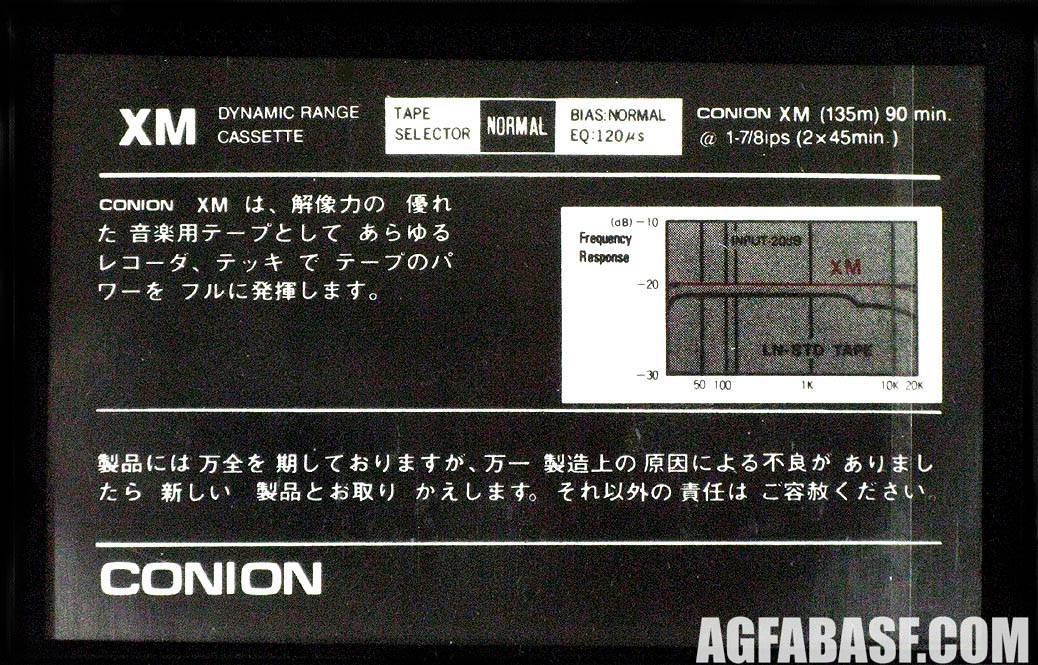 XM DYNAMIC RANGE CASSETTE
TAPE SELECTOR NORMAL BIAS:NORMAL EQ:120μs
CONION XM (135m) 90 min.
@ 1-7/8ips (2×45min.)
CONION XM は、解像力の 優れ
た 音楽用テープとして あらゆる
レコーダ、テッキ で テーブのパ
ワーを フルに発揮します。
(dB) -10
Frequency
Response
INPUT-20dB
XM
-20
LN-STD TAPE
-30
50 100 1K 10K 20K
製品には 万全を 期しておりますが、万一 製造上の 原因による不良が ありまし
たら 新しい 製品とお取り かえします。それ以外の 責任は ご容赦ください。
CONION
AGFABASF.COM